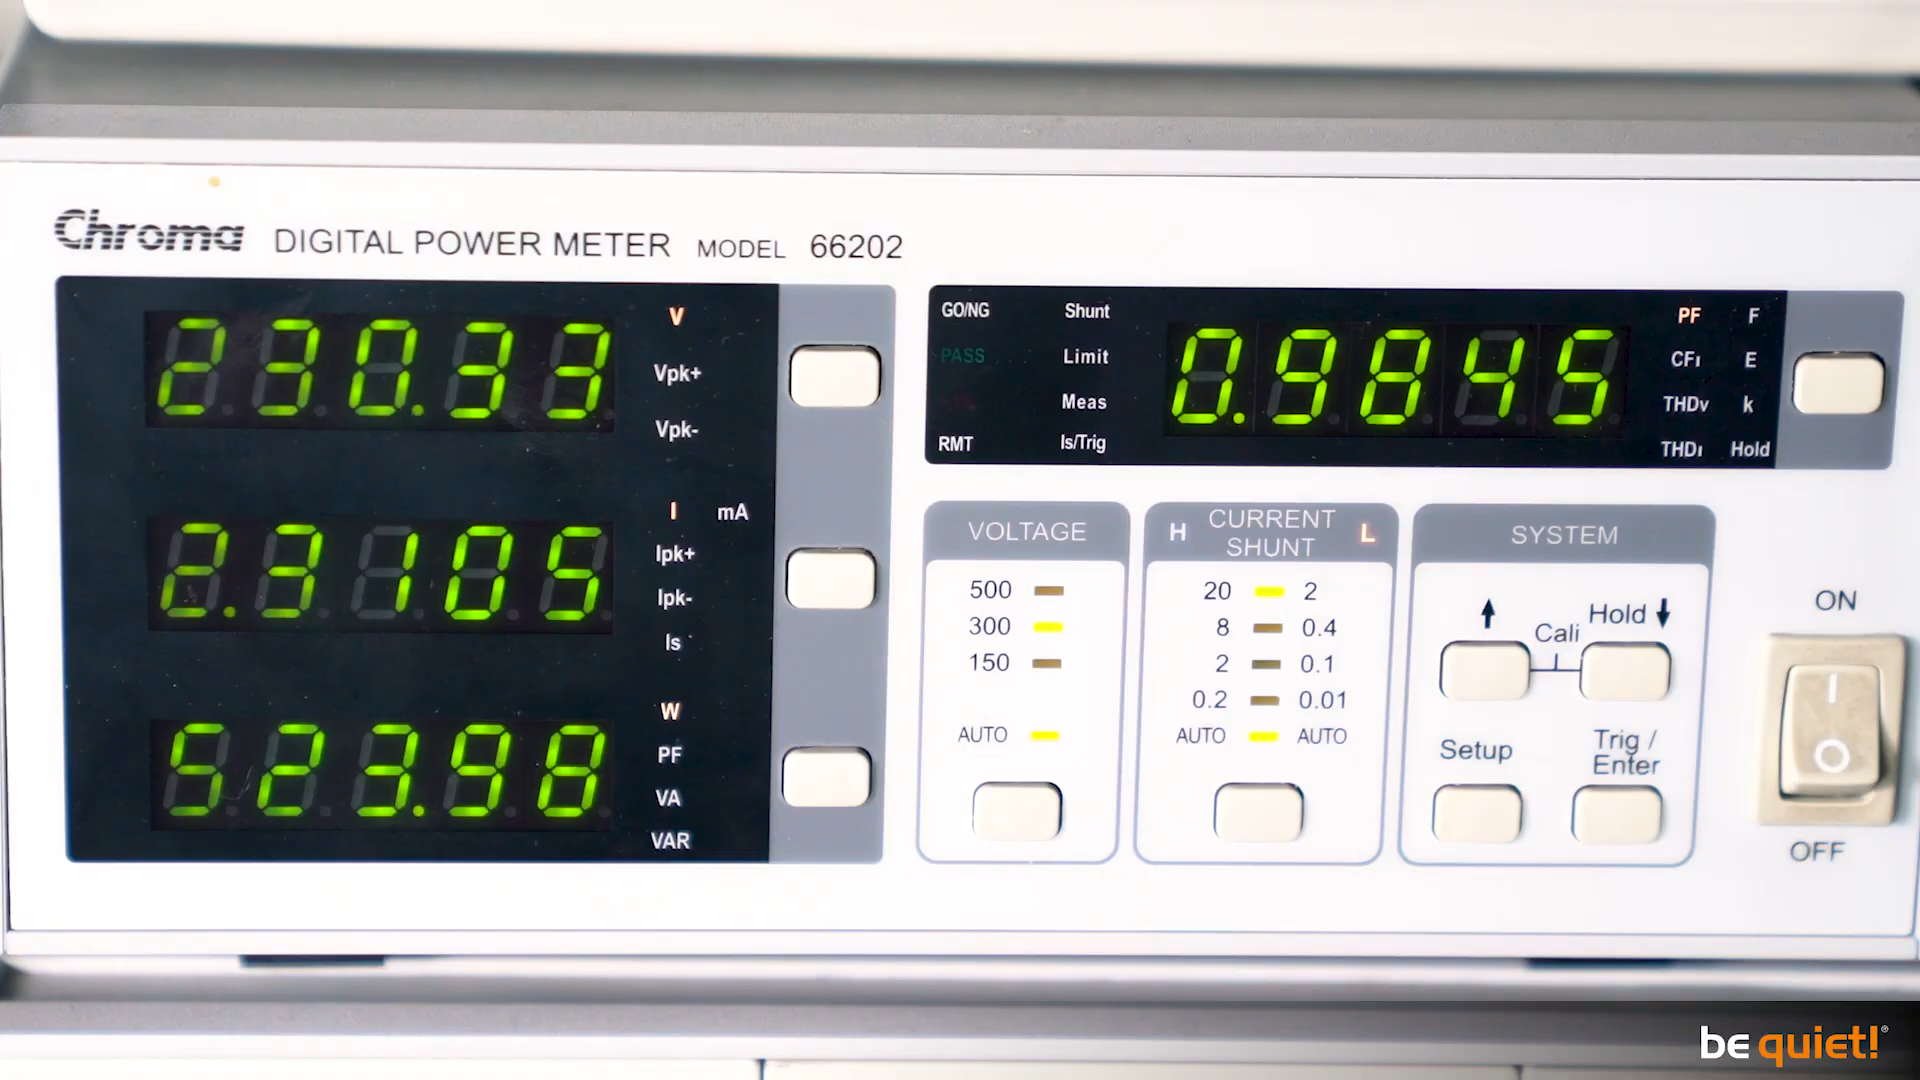 Chroma DIGITAL POWER METER MODEL 66202
230.33
V
Vpk+
Vpk-
2.3105
I mA
Ipk+
Ipk-
Is
523.98
W
PF
VA
VAR
GO/NG Shunt
PASS Limit
Meas
RMT Is/Trig
0.9845
PF F
CFI E
THDv k
THDI Hold
VOLTAGE
500
300
150
AUTO
H CURRENT SHUNT L
20 2
8 0.4
2 0.1
0.2 0.01
AUTO AUTO
SYSTEM
Hold
Cali
Setup
Trig /
Enter
ON
OFF
be quiet!®